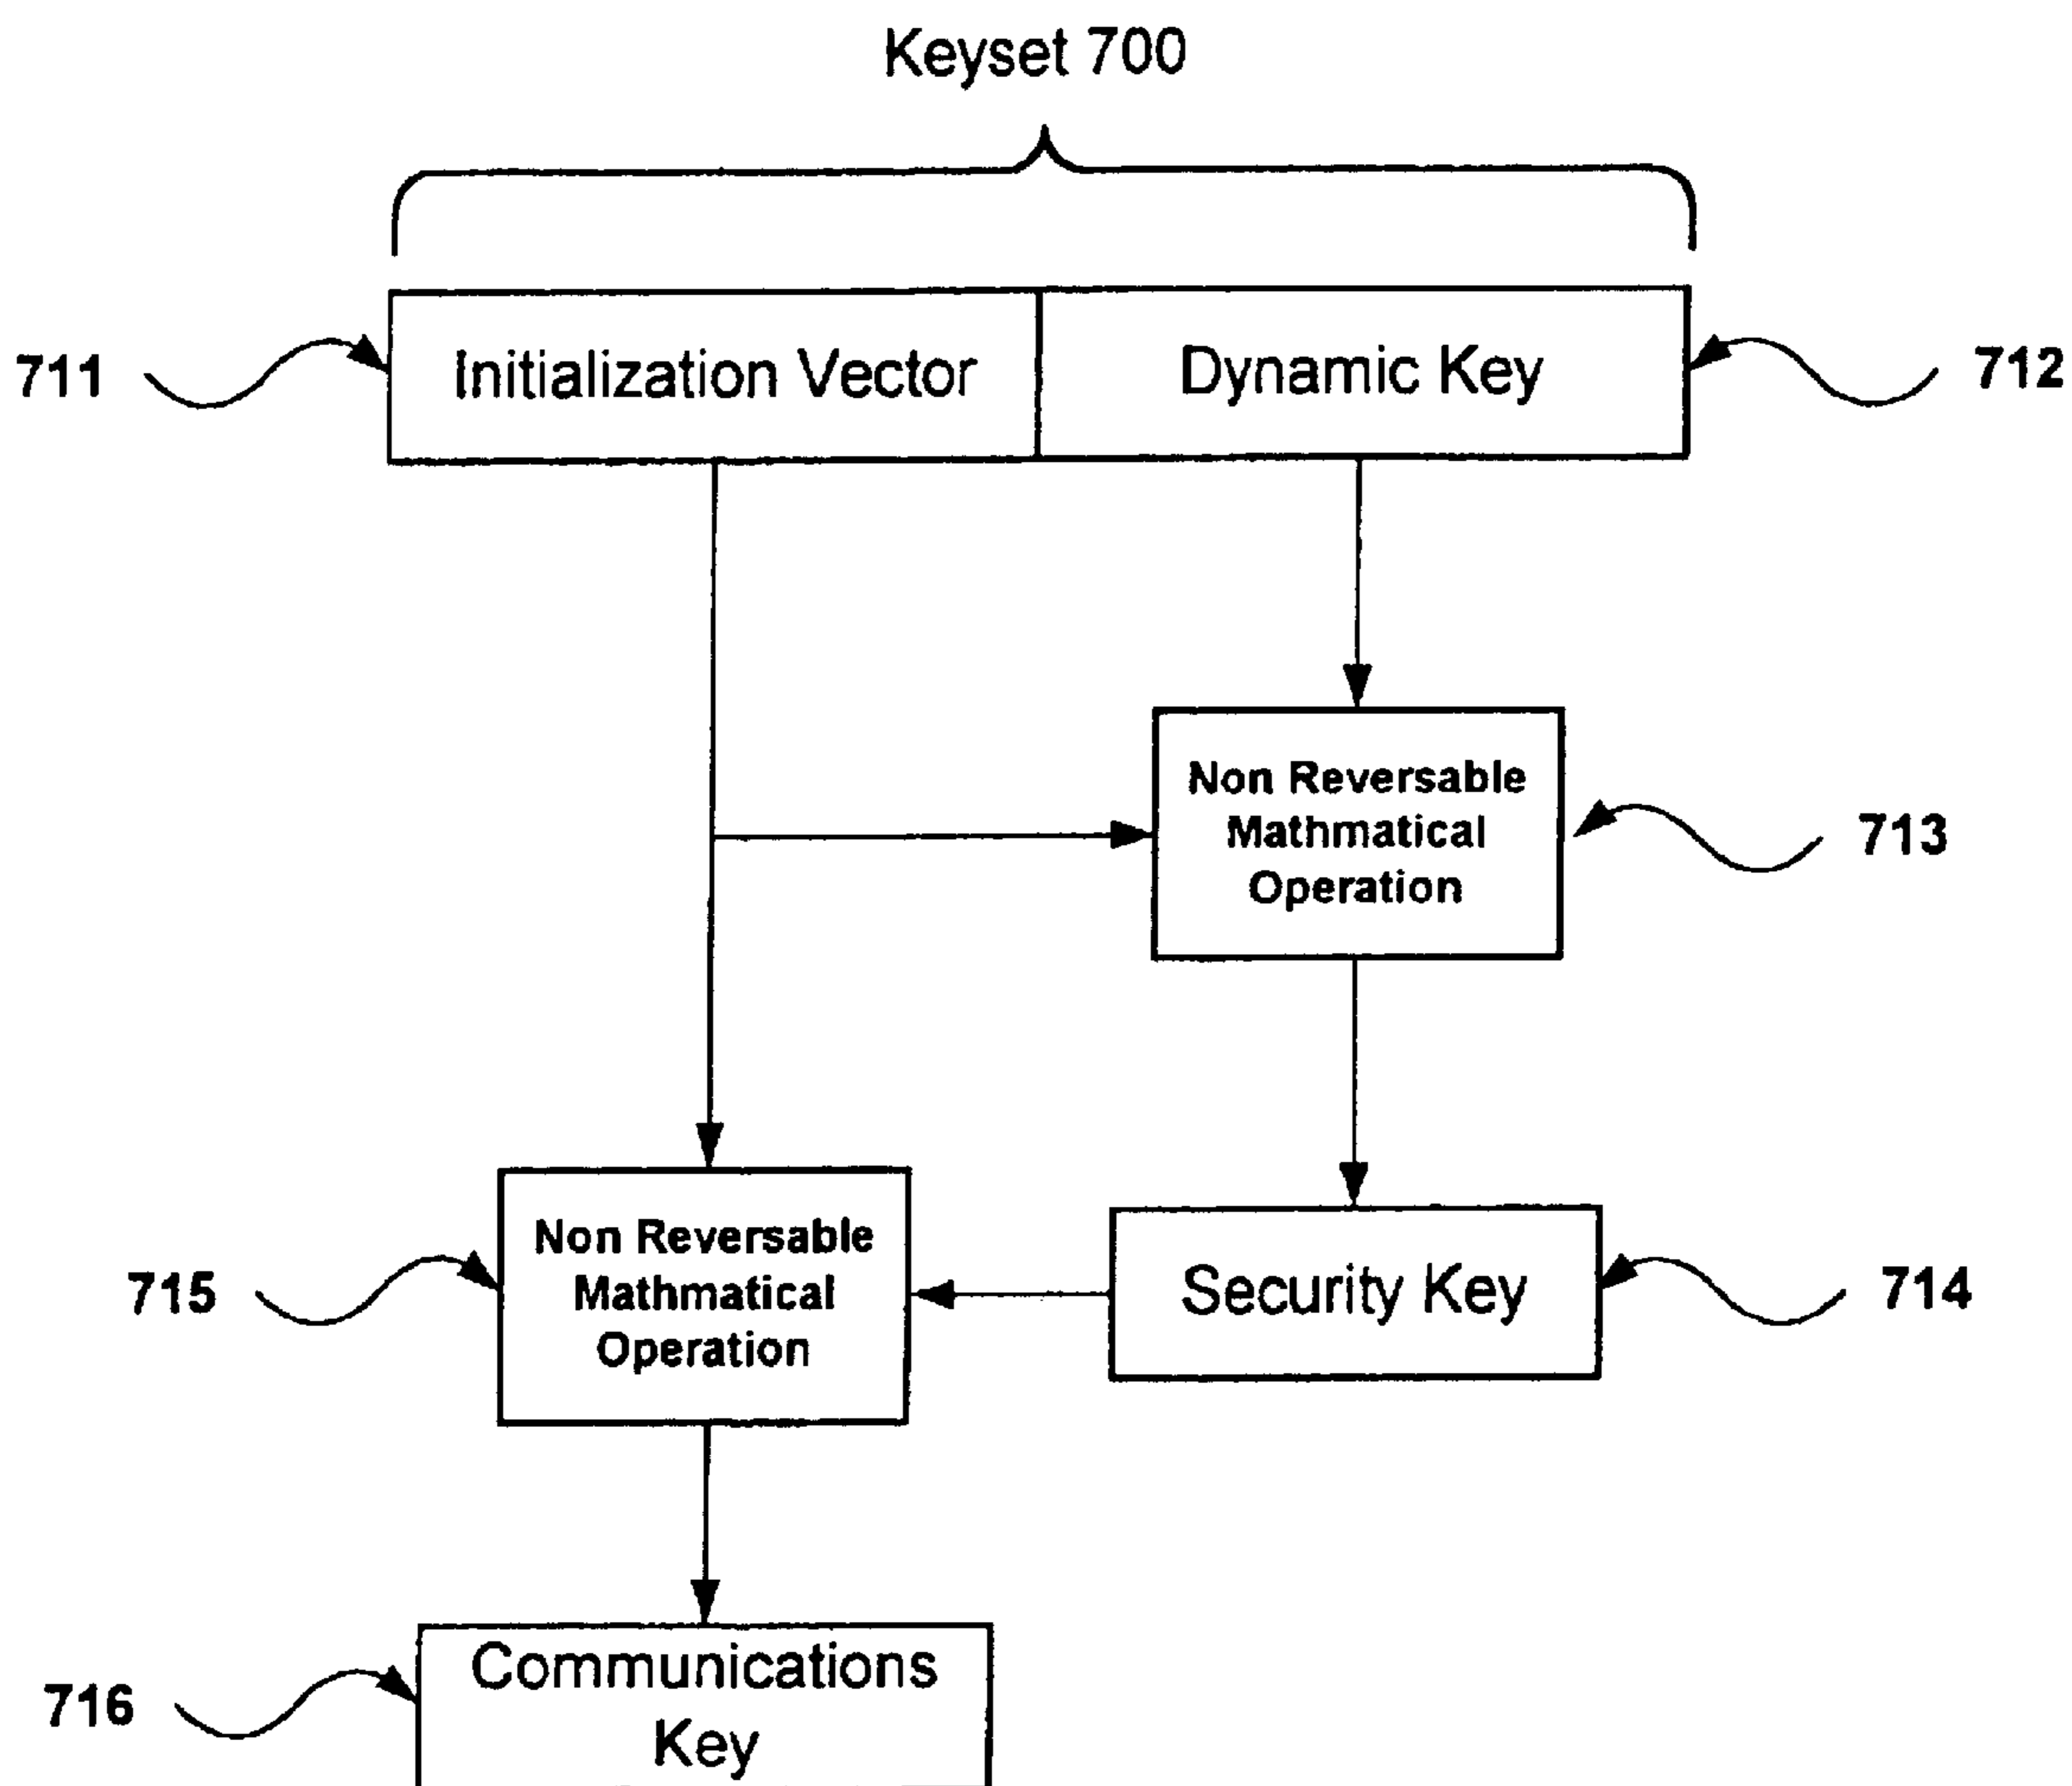 Keyset 700
711
Initialization Vector
Dynamic Key
712
Non Reversable
Mathmatical
Operation
713
Non Reversable
Mathmatical
Operation
715
Security Key
714
716
Communications
Key